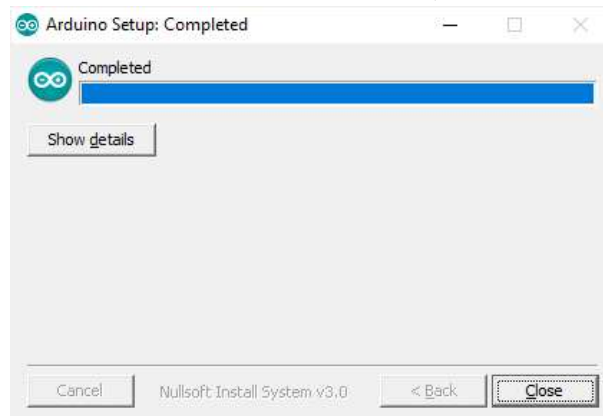 Arduino Setup: Completed
Completed
Show details
Cancel
Nullsoft Install System v3.0
< Back
Close